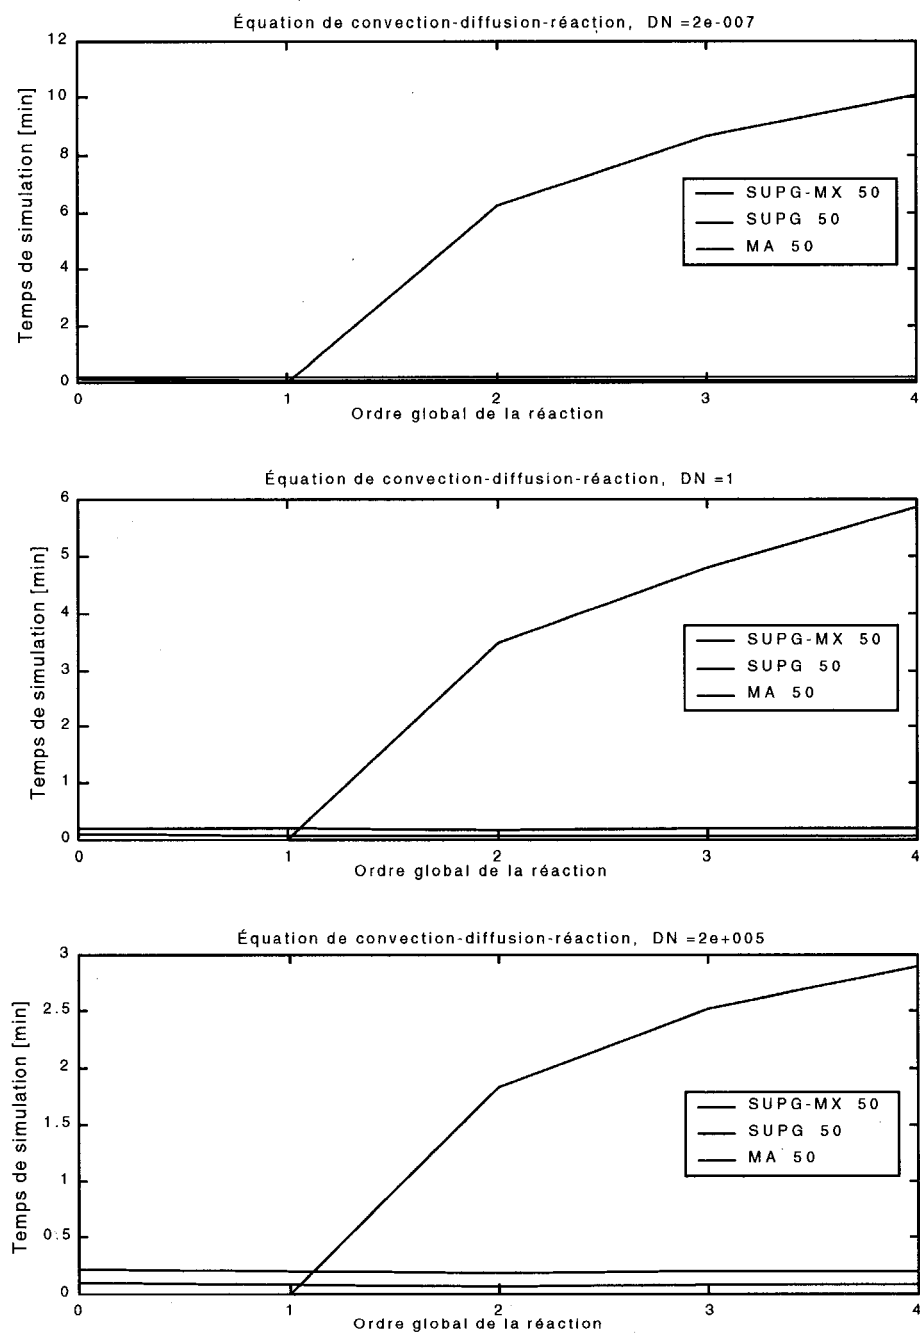 Équation de convection-diffusion-réaction, DN =2e-007
12
10
8
6
4
2
0
Temps de simulation [min]
SUPG-MX 50
SUPG 50
MA 50
0 1 2 3 4
Ordre global de la réaction
Équation de convection-diffusion-réaction, DN =1
6
5
4
3
2
1
0
Temps de simulation [min]
SUPG-MX 50
SUPG 50
MA 50
0 1 2 3 4
Ordre global de la réaction
Équation de convection-diffusion-réaction, DN =2e+005
3
2.5
2
1.5
1
0.5
0
Temps de simulation [min]
SUPG-MX 50
SUPG 50
MA 50
0 1 2 3 4
Ordre global de la réaction